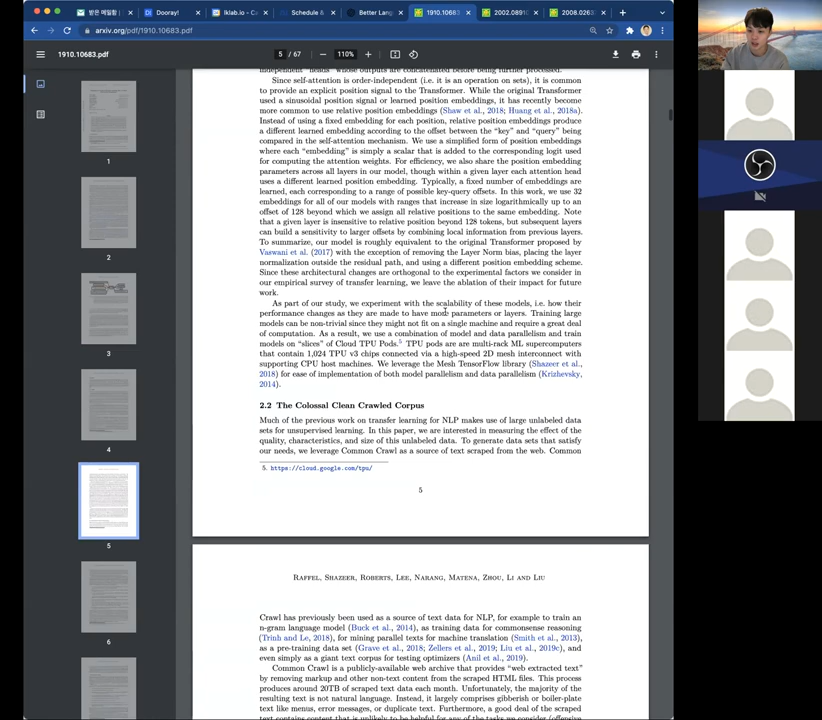 받은메일함
Dooray!
lklab.io – Ca
Schedule &
Better Lang
1910.10683
2002.0891
2008.0263
arxiv.org/pdf/1910.10683.pdf
1910.10683.pdf
5 / 67
110%
Since self-attention is order-independent (i.e. it is an operation on sets), it is common
to provide an explicit position signal to the Transformer. While the original Transformer
used a sinusoidal position signal or learned position embeddings, it has recently become
more common to use relative position embeddings (Shaw et al., 2018; Huang et al., 2018a).
Instead of using a fixed embedding for each position, relative position embeddings produce
a different learned embedding according to the offset between the "key" and "query" being
compared in the self-attention mechanism. We use a simplified form of position embeddings
where each "embedding" is simply a scalar that is added to the corresponding logit used
for computing the attention weights. For efficiency, we also share the position embedding
parameters across all layers in our model, though within a given layer each attention head
uses a different learned position embedding. Typically, a fixed number of embeddings are
learned, each corresponding to a range of possible key-query offsets. In this work, we use 32
embeddings for all of our models with ranges that increase in size logarithmically up to an
offset of 128 beyond which we assign all relative positions to the same embedding. Note
that a given layer is insensitive to relative position beyond 128 tokens, but subsequent layers
can build a sensitivity to larger offsets by combining local information from previous layers.
To summarize, our model is roughly equivalent to the original Transformer proposed by
Vaswani et al. (2017) with the exception of removing the Layer Norm bias, placing the layer
normalization outside the residual path, and using a different position embedding scheme.
Since these architectural changes are orthogonal to the experimental factors we consider in
our empirical survey of transfer learning, we leave the ablation of their impact for future
work.
As part of our study, we experiment with the scalability of these models, i.e. how their
performance changes as they are made to have more parameters or layers. Training large
models can be non-trivial since they might not fit on a single machine and require a great deal
of computation. As a result, we use a combination of model and data parallelism and train
models on "slices" of Cloud TPU Pods.5 TPU pods are are multi-rack ML supercomputers
that contain 1,024 TPU v3 chips connected via a high-speed 2D mesh interconnect with
supporting CPU host machines. We leverage the Mesh TensorFlow library (Shazeer et al.,
2018) for ease of implementation of both model parallelism and data parallelism (Krizhevsky,
2014).
2.2 The Colossal Clean Crawled Corpus
Much of the previous work on transfer learning for NLP makes use of large unlabeled data
sets for unsupervised learning. In this paper, we are interested in measuring the effect of the
quality, characteristics, and size of this unlabeled data. To generate data sets that satisfy
our needs, we leverage Common Crawl as a source of text scraped from the web. Common
5. https://cloud.google.com/tpu/
5
Raffel, Shazeer, Roberts, Lee, Narang, Matena, Zhou, Li and Liu
Crawl has previously been used as a source of text data for NLP, for example to train an
n-gram language model (Buck et al., 2014), as training data for commonsense reasoning
(Trinh and Le, 2018), for mining parallel texts for machine translation (Smith et al., 2013),
as a pre-training data set (Grave et al., 2018; Zellers et al., 2019; Liu et al., 2019c), and
even simply as a giant text corpus for testing optimizers (Anil et al., 2019).
Common Crawl is a publicly-available web archive that provides "web extracted text"
by removing markup and other non-text content from the scraped HTML files. This process
produces around 20TB of scraped text data each month. Unfortunately, the majority of the
resulting text is not natural language. Instead, it largely comprises gibberish or boiler-plate
text like menus, error messages, or duplicate text. Furthermore, a good deal of the scraped
1
2
3
4
5
6